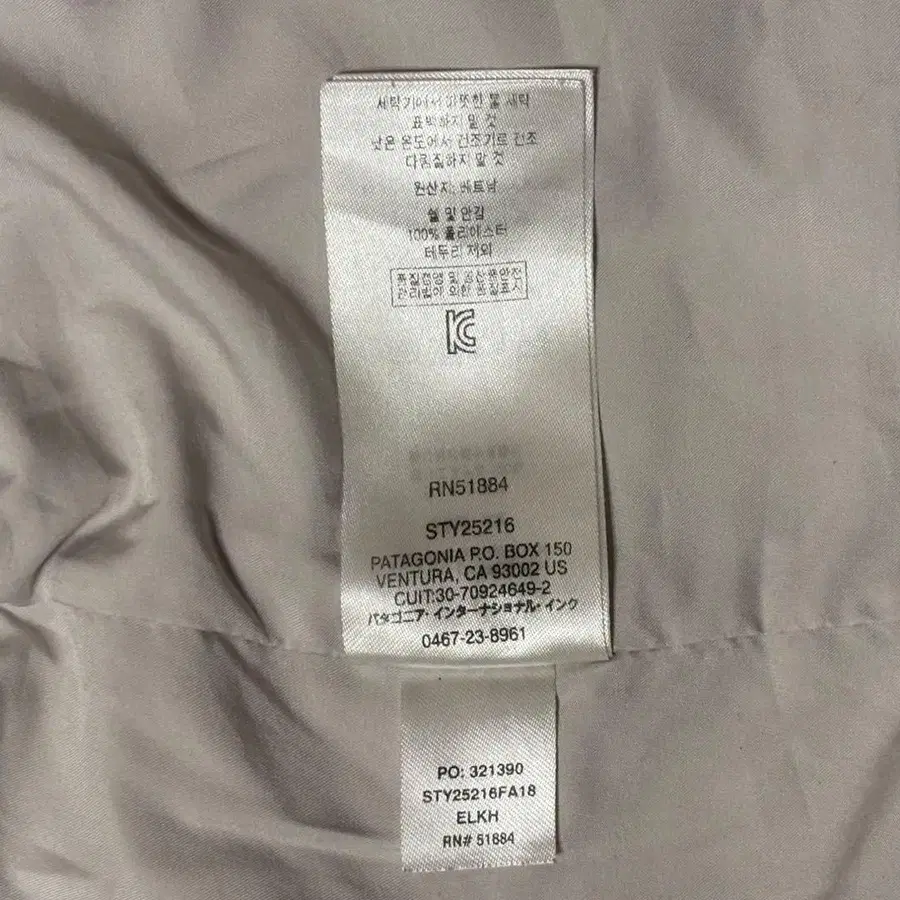 세탁기에서 따뜻한 물 세탁
표백하지 말 것
낮은 온도에서 건조기로 건조
다림질하지 말 것
원산지: 베트남
쉘 및 안감
100% 폴리에스터
테두리 제외
품질경영 및 공산품안전
관리법에 의한 품질표시
RN51884
STY25216
PATAGONIA P.O. BOX 150
VENTURA, CA 93002 US
CUIT:30-70924649-2
パタゴニア・インターナショナル・インク
0467-23-8961
PO: 321390
STY25216FA18
ELKH
RN# 51884